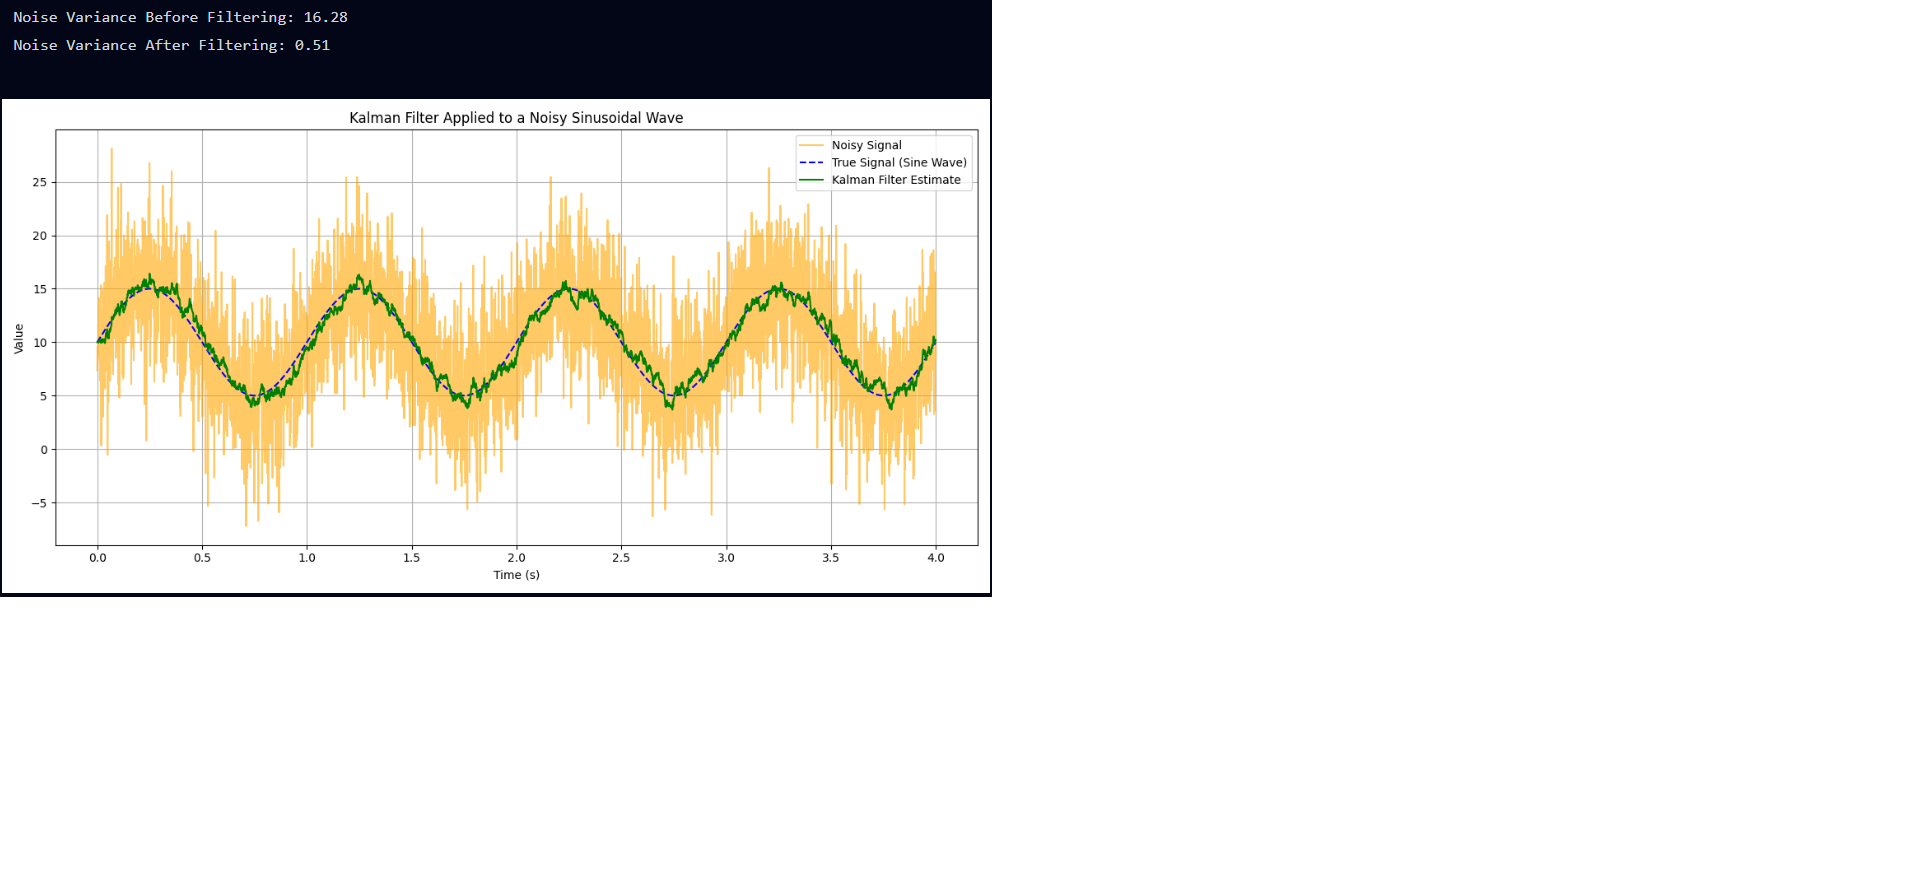 Noise Variance Before Filtering: 16.28
Noise Variance After Filtering: 0.51
Kalman Filter Applied to a Noisy Sinusoidal Wave
Noisy Signal
True Signal (Sine Wave)
Kalman Filter Estimate
Value
25
20
15
10
5
0
−5
0.0 0.5 1.0 1.5 2.0 2.5 3.0 3.5 4.0
Time (s)